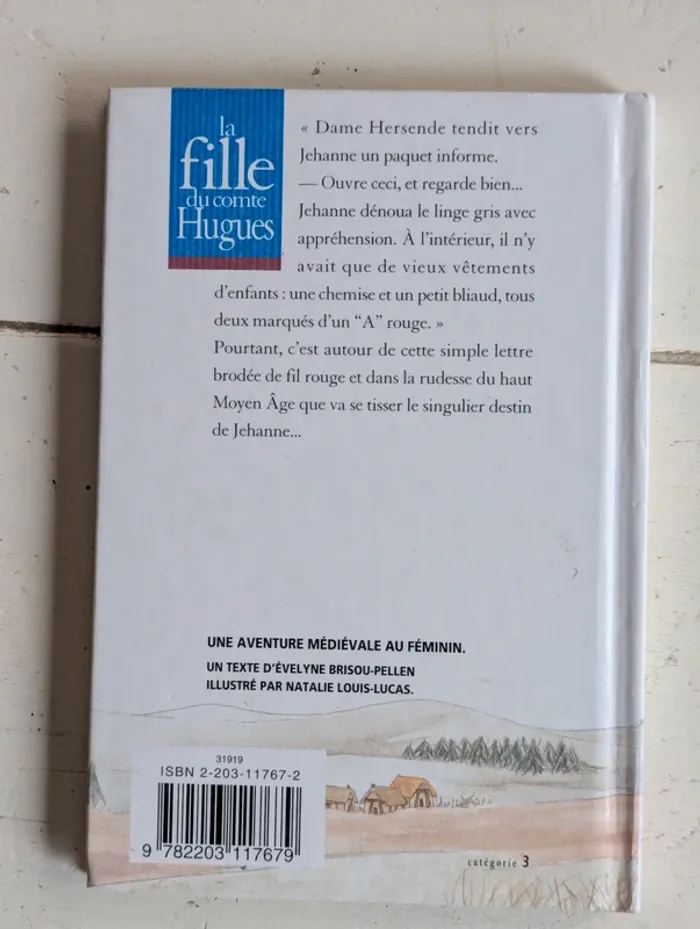 la
fille
du comte
Hugues
« Dame Hersende tendit vers
Jehanne un paquet informe.
— Ouvre ceci, et regarde bien...
Jehanne dénoua le linge gris avec
appréhension. À l'intérieur, il n'y
avait que de vieux vêtements
d'enfants : une chemise et un petit bliaud, tous
deux marqués d'un “A” rouge. »
Pourtant, c'est autour de cette simple lettre
brodée de fil rouge et dans la rudesse du haut
Moyen Âge que va se tisser le singulier destin
de Jehanne...
UNE AVENTURE MÉDIÉVALE AU FÉMININ.
UN TEXTE D'ÉVELYNE BRISOU-PELLEN
ILLUSTRÉ PAR NATALIE LOUIS-LUCAS.
31919
ISBN 2-203-11767-2
9 782203 117679
catégorie 3